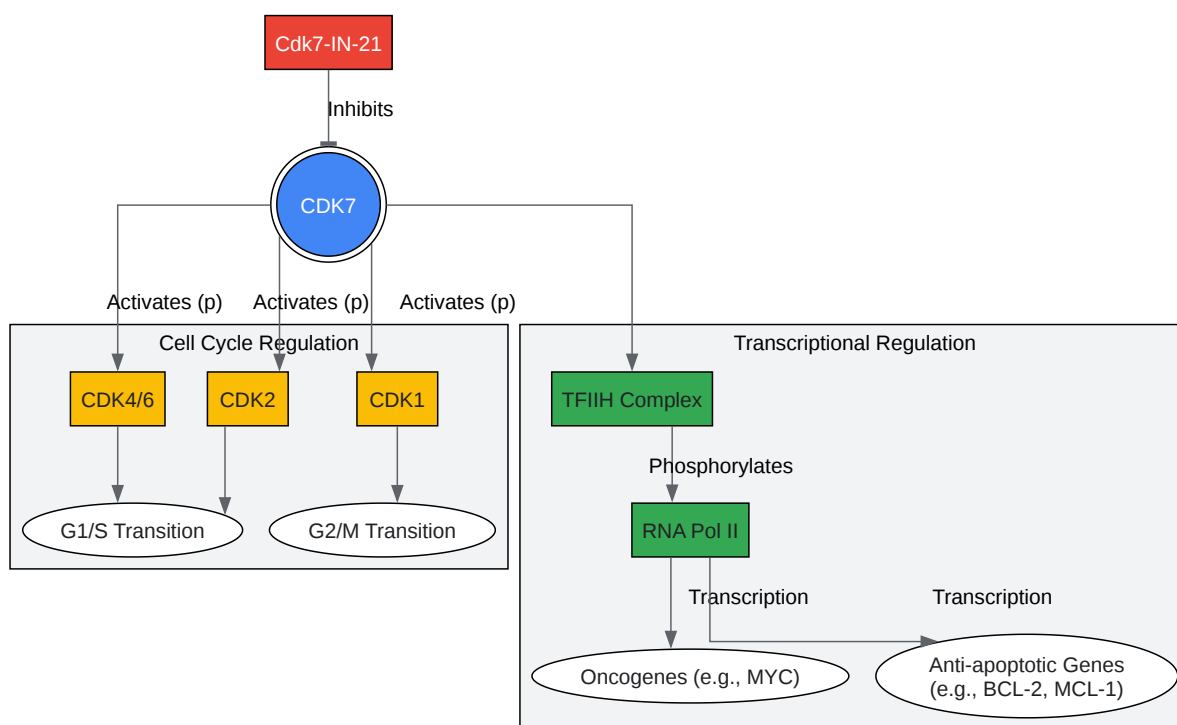 Cdk7-IN-21
Inhibits
CDK7
Activates (p)
Activates (p)
Activates (p)
Cell Cycle Regulation
Transcriptional Regulation
CDK4/6
CDK2
CDK1
TFIIH Complex
Phosphorylates
G1/S Transition
G2/M Transition
RNA Pol II
Transcription
Transcription
Oncogenes (e.g., MYC)
Anti-apoptotic Genes
(e.g., BCL-2, MCL-1)